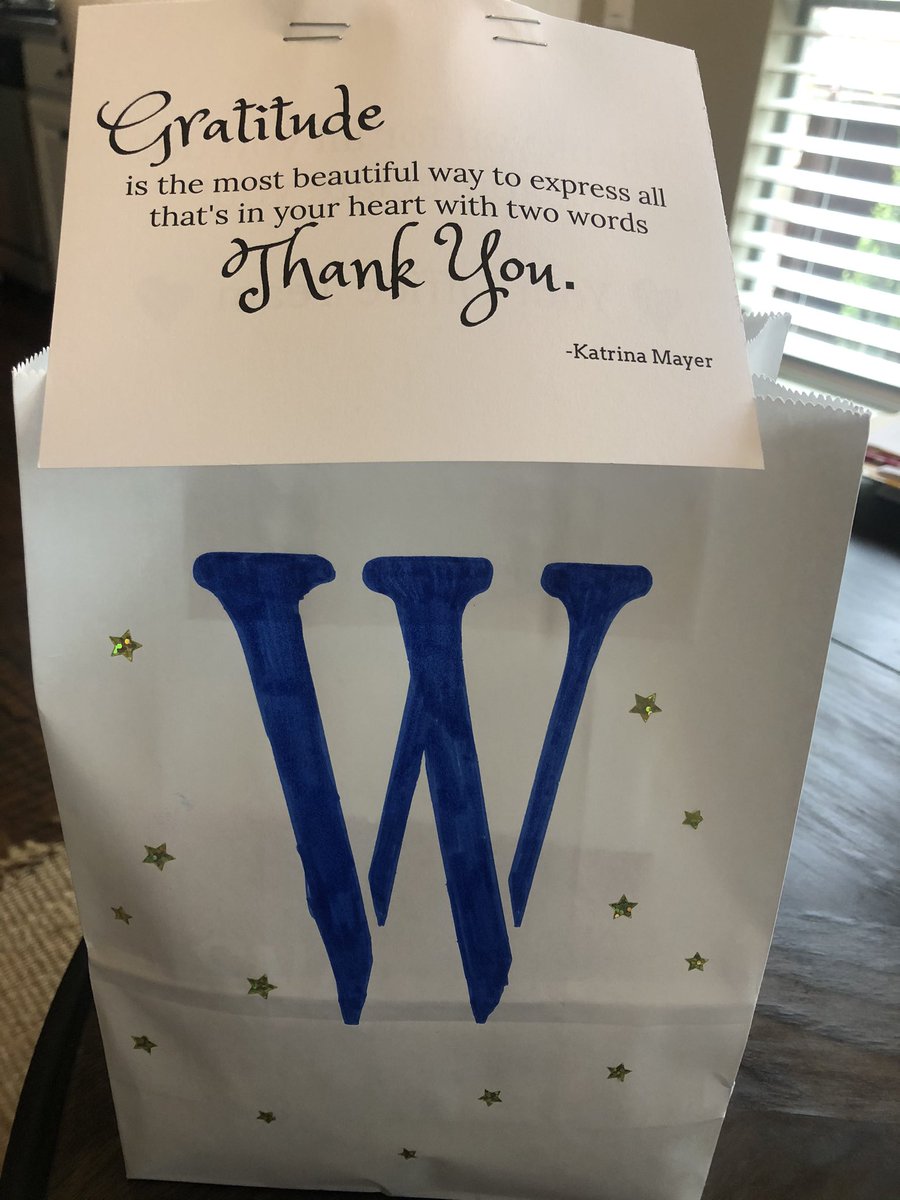 Gratitude
is the most beautiful way to express all
that's in your heart with two words
Thank You.
-Katrina Mayer
W